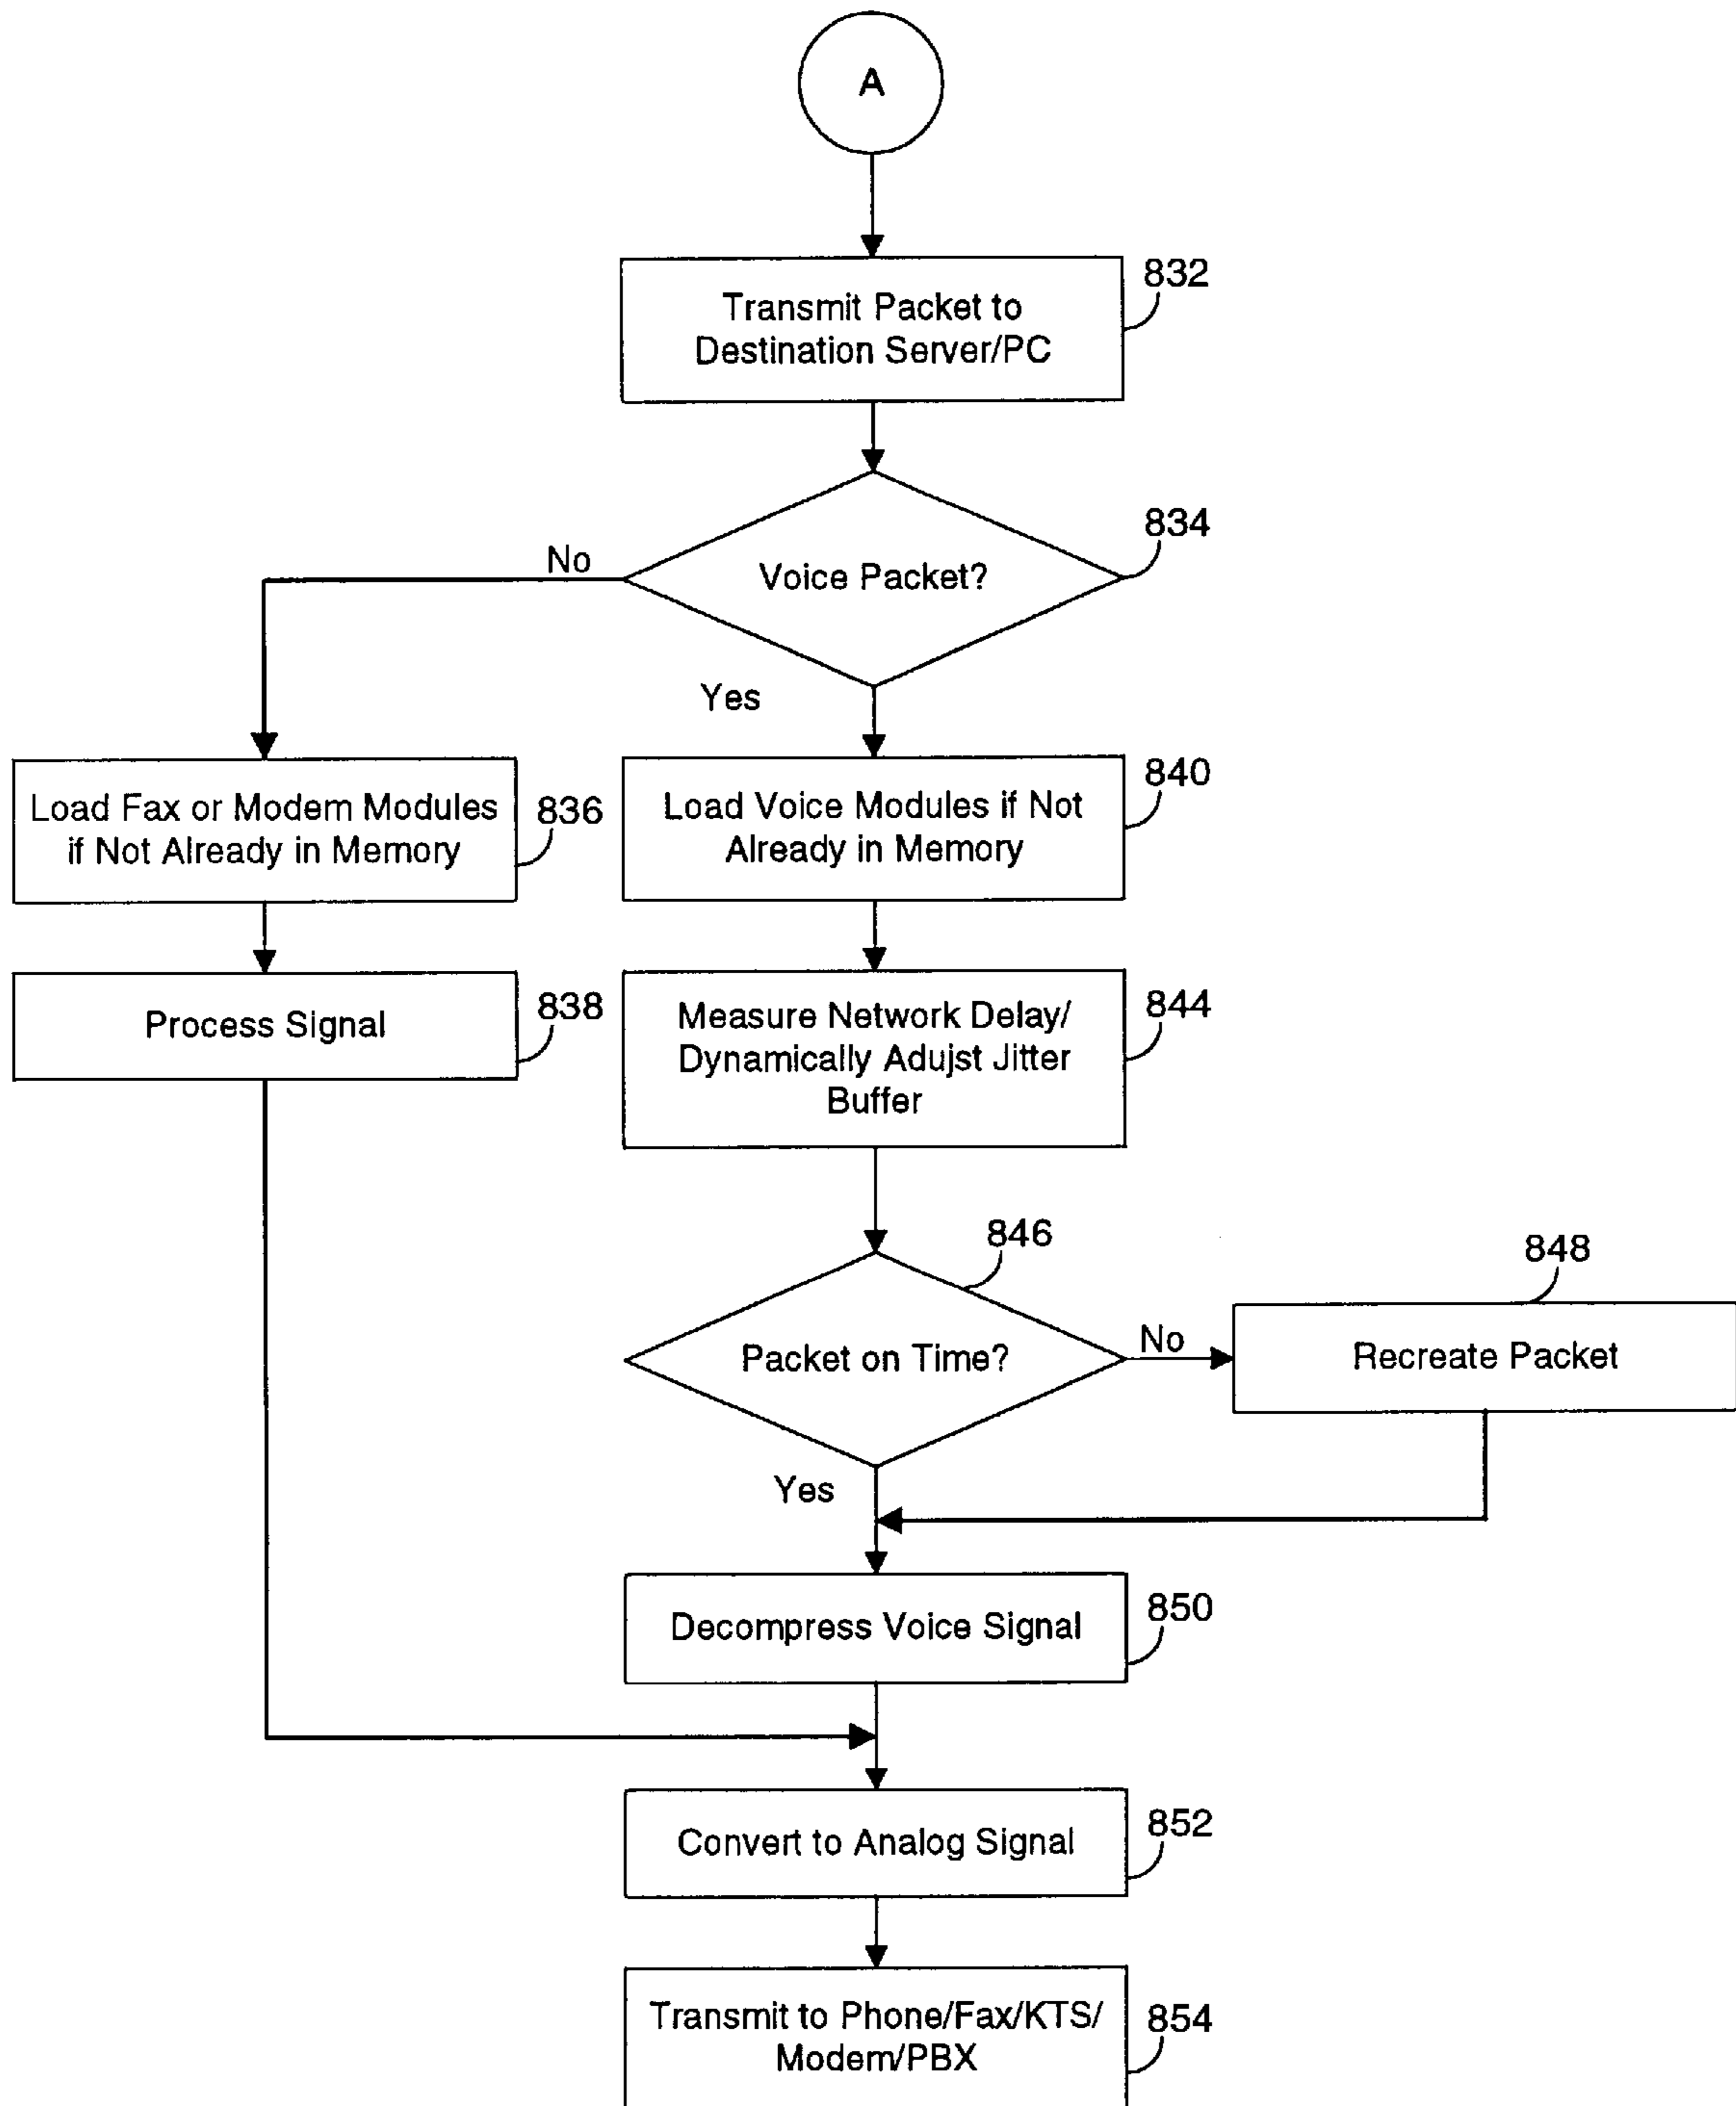 A
832
Transmit Packet to
Destination Server/PC
834
No
Voice Packet?
Yes
836
Load Fax or Modem Modules
if Not Already in Memory
840
Load Voice Modules if Not
Already in Memory
838
Process Signal
844
Measure Network Delay/
Dynamically Adujst Jitter
Buffer
846
848
Packet on Time?
No
Recreate Packet
Yes
850
Decompress Voice Signal
852
Convert to Analog Signal
854
Transmit to Phone/Fax/KTS/
Modem/PBX